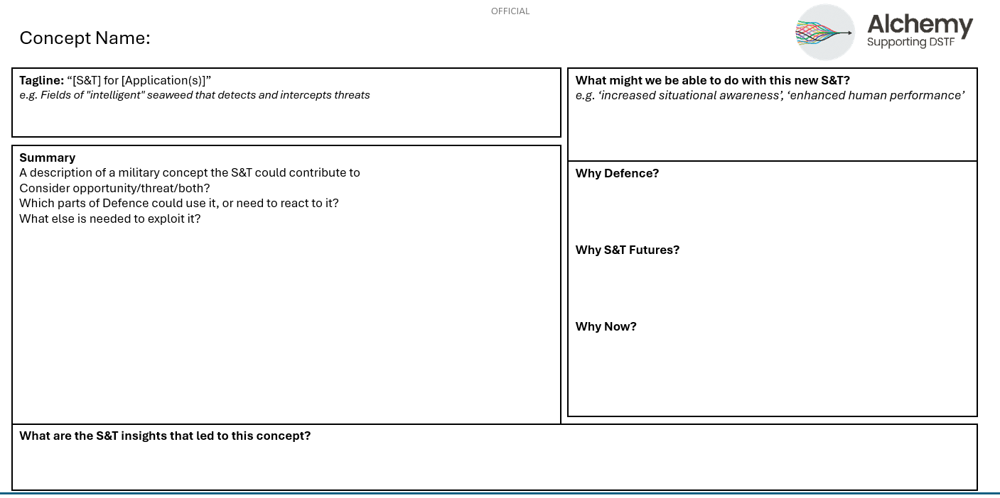 OFFICIAL
Concept Name:
Alchemy
Supporting DSTF
Tagline: “[S&T] for [Application(s)]”
e.g. Fields of "intelligent" seaweed that detects and intercepts threats
Summary
A description of a military concept the S&T could contribute to
Consider opportunity/threat/both?
Which parts of Defence could use it, or need to react to it?
What else is needed to exploit it?
What might we be able to do with this new S&T?
e.g. ‘increased situational awareness’, ‘enhanced human performance’
Why Defence?
Why S&T Futures?
Why Now?
What are the S&T insights that led to this concept?